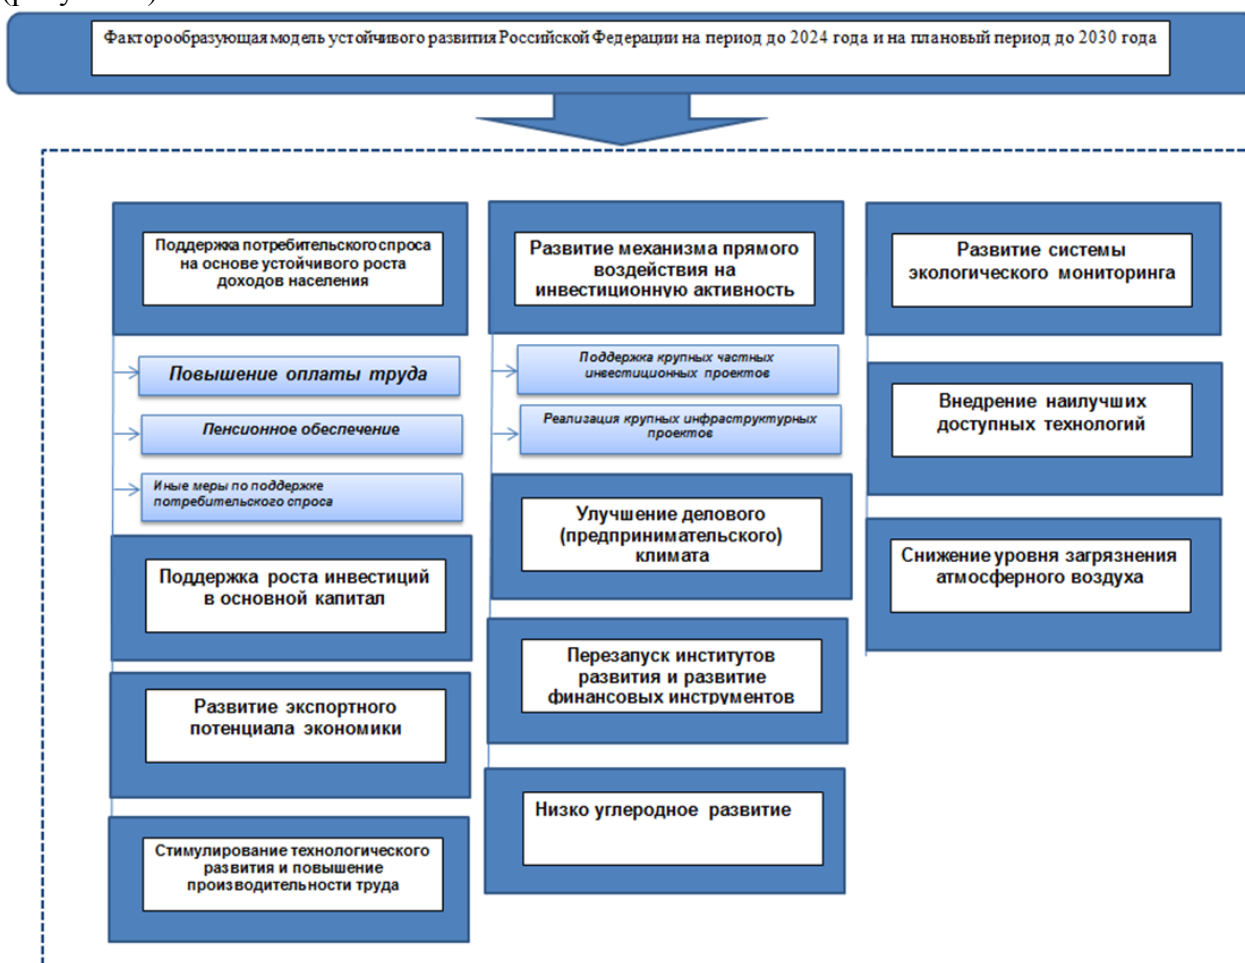 Факторообразующая модель устойчивого развития Российской Федерации на период до 2024 года и на плановый период до 2030 года
Поддержка потребительского спроса
на основе устойчивого роста
доходов населения
Повышение оплаты труда
Пенсионное обеспечение
Иные меры по поддержке
потребительского спроса
Поддержка роста инвестиций
в основной капитал
Развитие экспортного
потенциала экономики
Стимулирование технологического
развития и повышение
производительности труда
Развитие механизма прямого
воздействия на
инвестиционную активность
Поддержка крупных частных
инвестиционных проектов
Реализация крупных инфраструктурных
проектов
Улучшение делового
(предпринимательского)
климата
Перезапуск институтов
развития и развитие
финансовых инструментов
Низко углеродное развитие
Развитие системы
экологического мониторинга
Внедрение наилучших
доступных технологий
Снижение уровня загрязнения
атмосферного воздуха